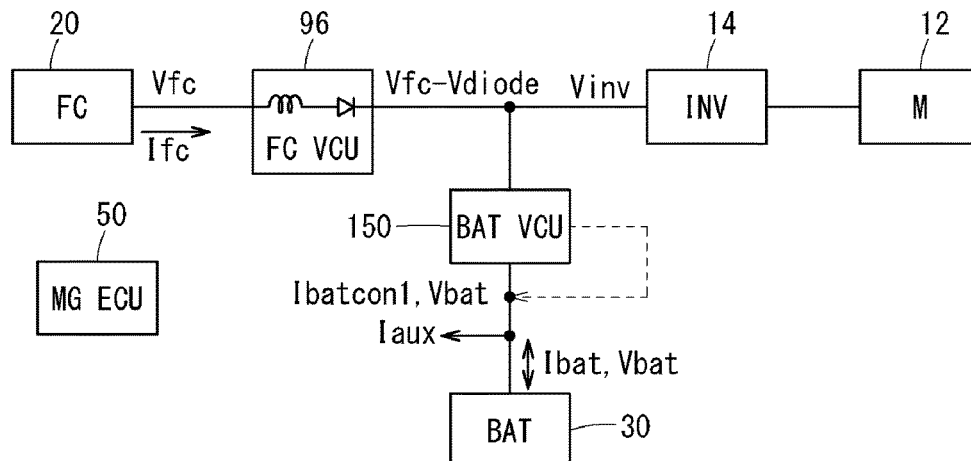 20
96
14
12
FC
Vfc
Ifc
FC VCU
Vfc-Vdiode
Vinv
INV
M
50
MG ECU
150
BAT VCU
Ibatcon1, Vbat
Iaux
Ibat, Vbat
BAT
30